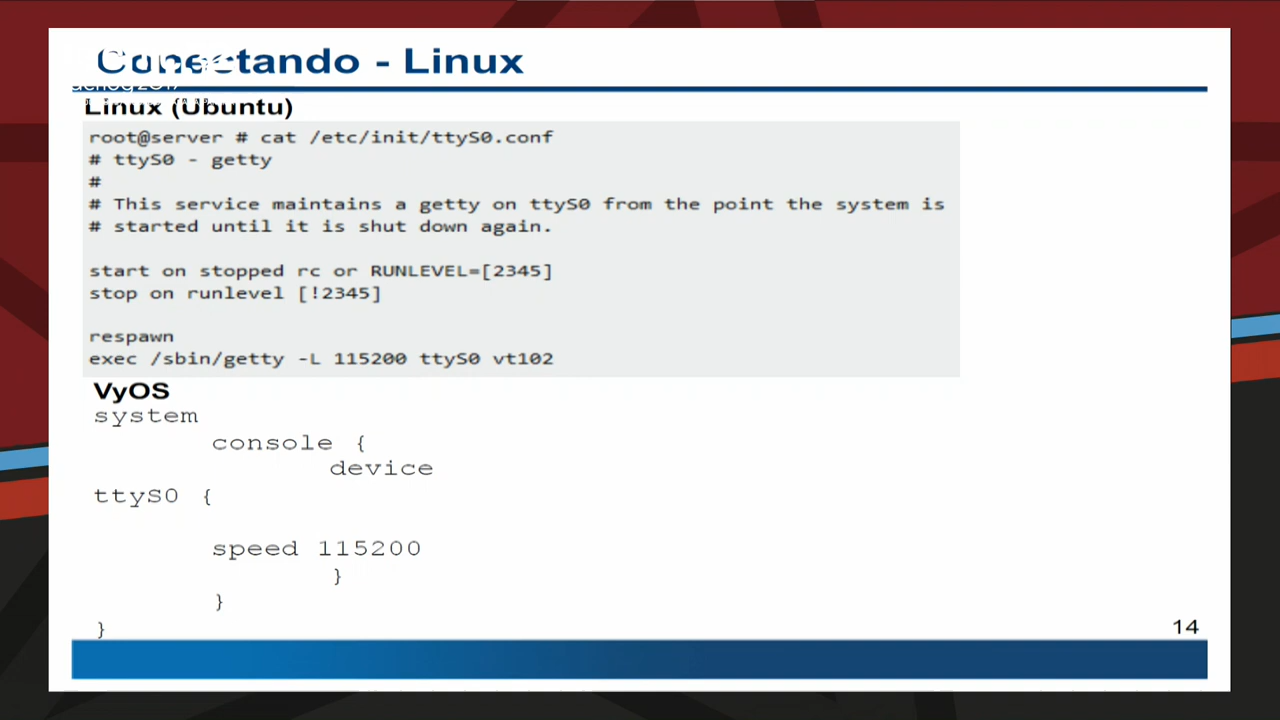 Conectando - Linux
Linux (Ubuntu)
root@server # cat /etc/init/ttyS0.conf
# ttyS0 - getty
#
# This service maintains a getty on ttyS0 from the point the system is
# started until it is shut down again.
start on stopped rc or RUNLEVEL=[2345]
stop on runlevel [!2345]
respawn
exec /sbin/getty -L 115200 ttyS0 vt102
VyOS
system
console {
device
ttyS0 {
speed 115200
}
}
}
14